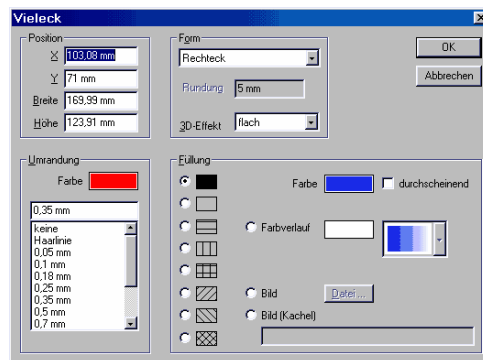 Vieleck
Position
X 103,08 mm
Y 71 mm
Breite 169,99 mm
Höhe 123,91 mm
Form
Rechteck
Rundung 5 mm
3D-Effekt flach
OK
Abbrechen
Umrandung
Farbe
0,35 mm
keine
Haarlinie
0,05 mm
0,1 mm
0,18 mm
0,25 mm
0,35 mm
0,5 mm
0,7 mm
Füllung
Farbe durchscheinend
Farbverlauf
Bild Datei...
Bild (Kachel)